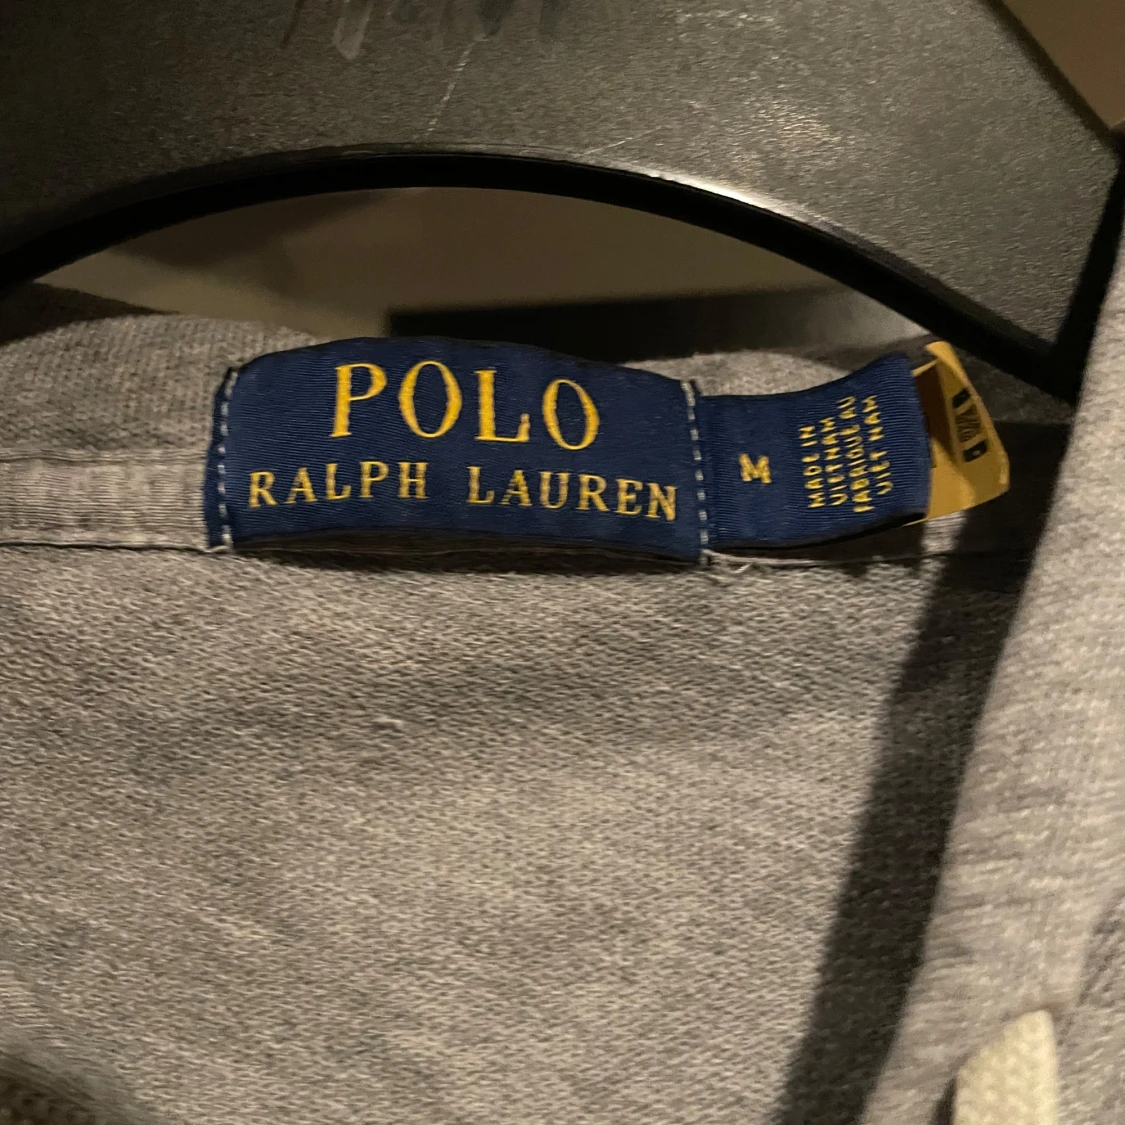 POLO
RALPH LAUREN
M
MADE IN
VIETNAM
FABRIQUÉ AU
VIET NAM